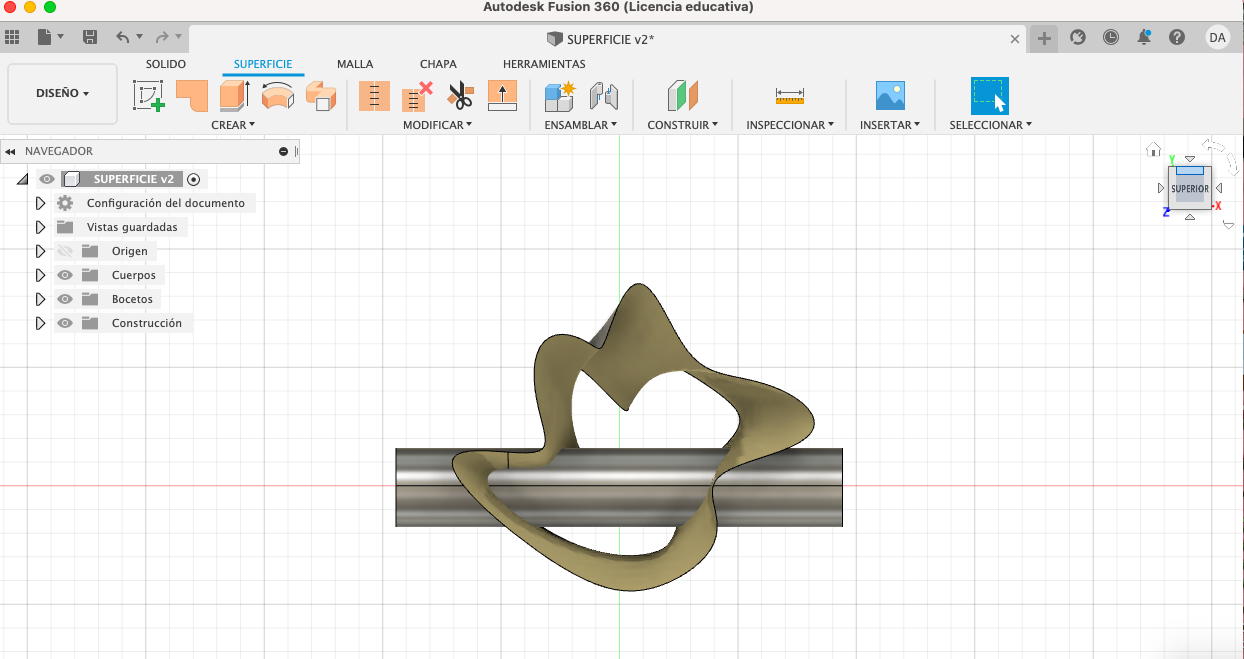 Autodesk Fusion 360 (Licencia educativa)
SUPERFICIE v2*
DA
SOLIDO
SUPERFICIE
MALLA
CHAPA
HERRAMIENTAS
DISEÑO
CREAR
MODIFICAR
ENSAMBLAR
CONSTRUIR
INSPECCIONAR
INSERTAR
SELECCIONAR
NAVEGADOR
SUPERFICIE v2
Configuración del documento
Vistas guardadas
Origen
Cuerpos
Bocetos
Construcción
Y
SUPERIOR
X
Z